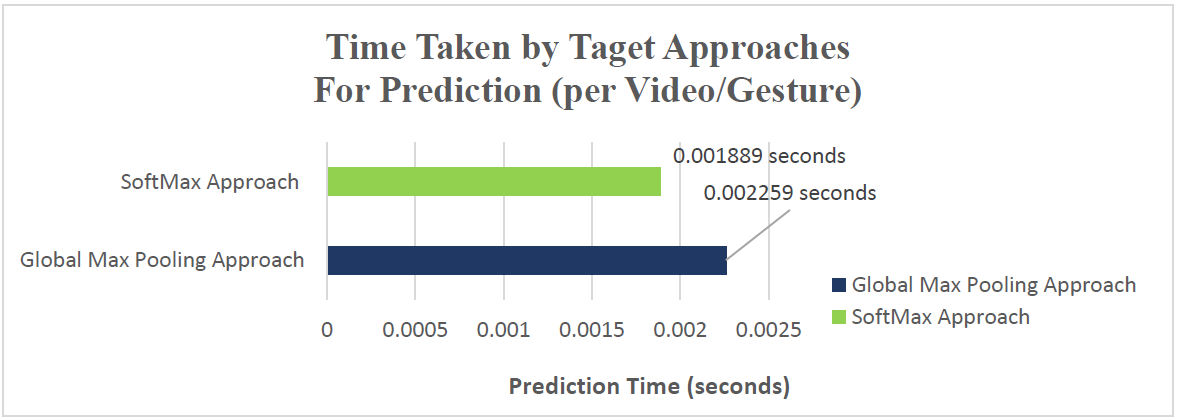 Time Taken by Taget Approaches
For Prediction (per Video/Gesture)
SoftMax Approach
0.001889 seconds
0.002259 seconds
Global Max Pooling Approach
Global Max Pooling Approach
SoftMax Approach
0 0.0005 0.001 0.0015 0.002 0.0025
Prediction Time (seconds)